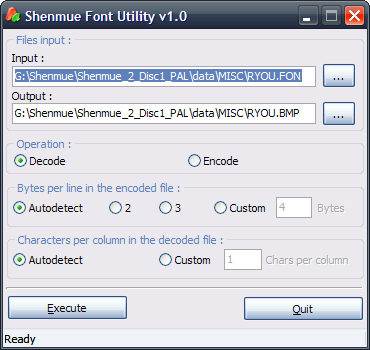 Shenmue Font Utility v1.0
Files input :
Input :
G:\Shenmue\Shenmue_2_Disc1_PAL\data\MISC\RYOU.FON
...
Output :
G:\Shenmue\Shenmue_2_Disc1_PAL\data\MISC\RYOU.BMP
...
Operation :
Decode Encode
Bytes per line in the encoded file :
Autodetect 2 3 Custom 4 Bytes
Characters per column in the decoded file :
Autodetect Custom 1 Chars per column
Execute Quit
Ready